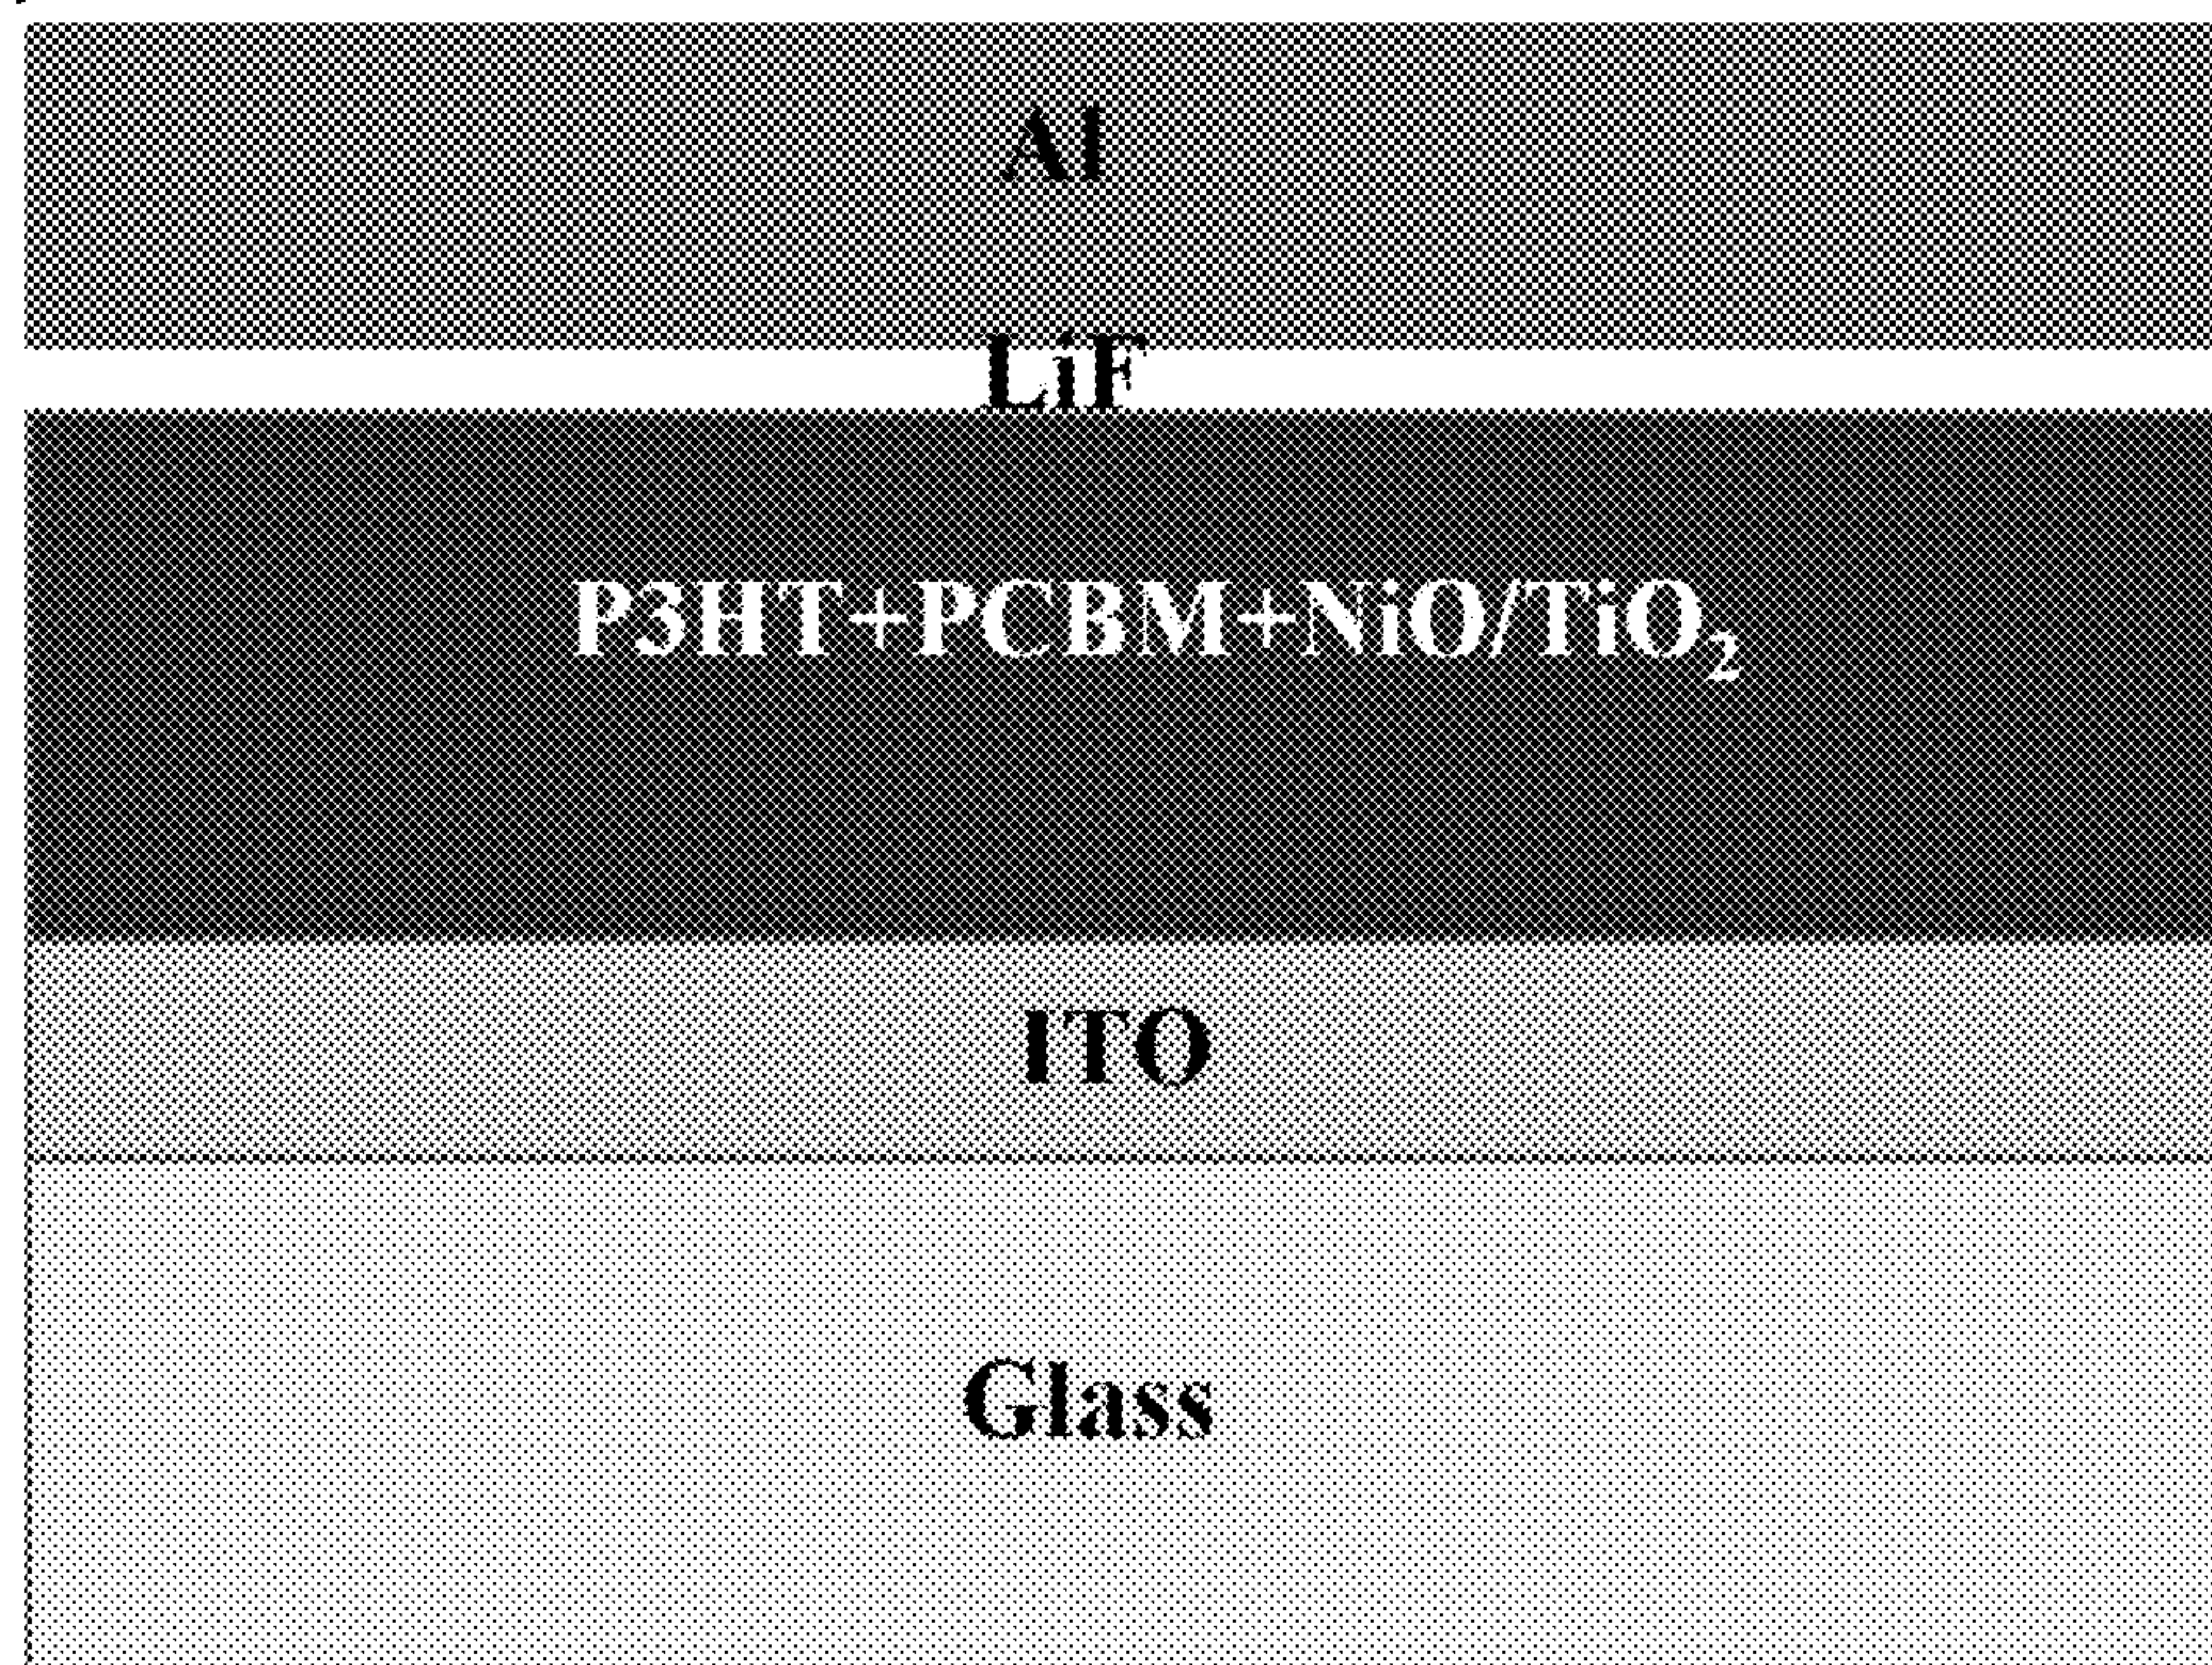 Al
LiF
P3HT+PCBM+NiO/TiO₂
ITO
Glass